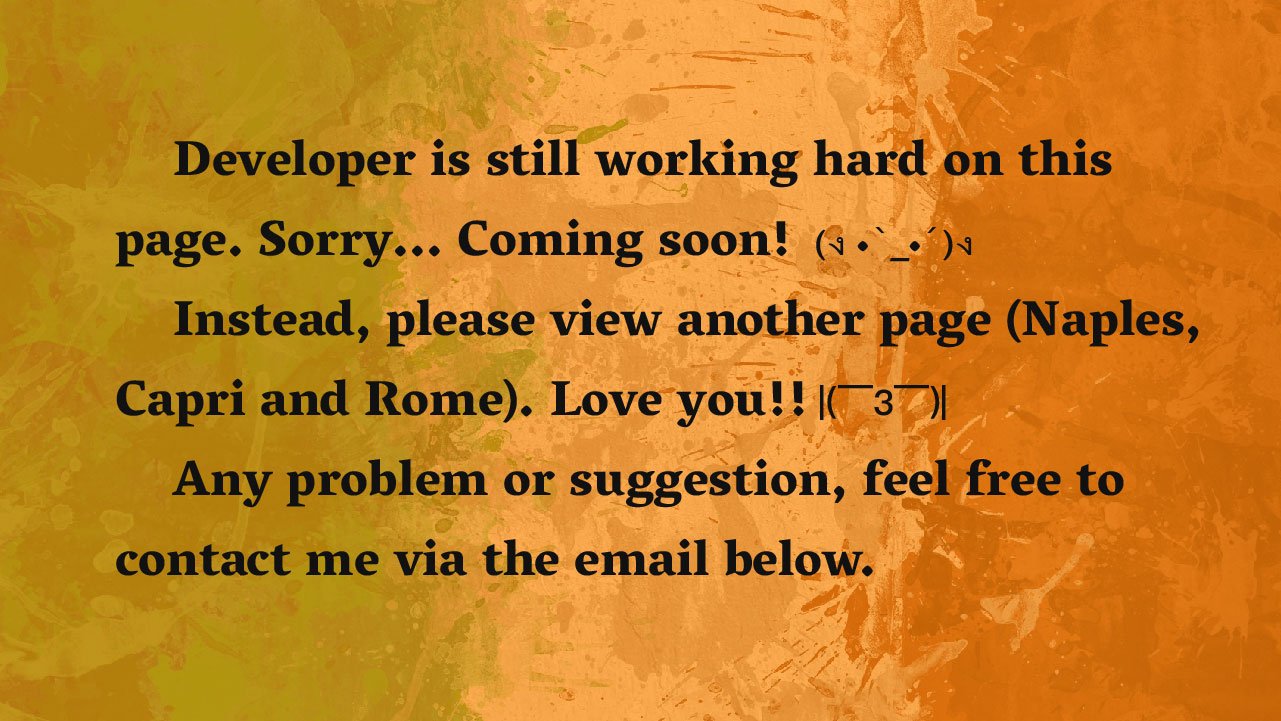 Developer is still working hard on this
page. Sorry... Coming soon! (ง •̀_•́)ง
Instead, please view another page (Naples,
Capri and Rome). Love you!! |(￣3￣)|
Any problem or suggestion, feel free to
contact me via the email below.